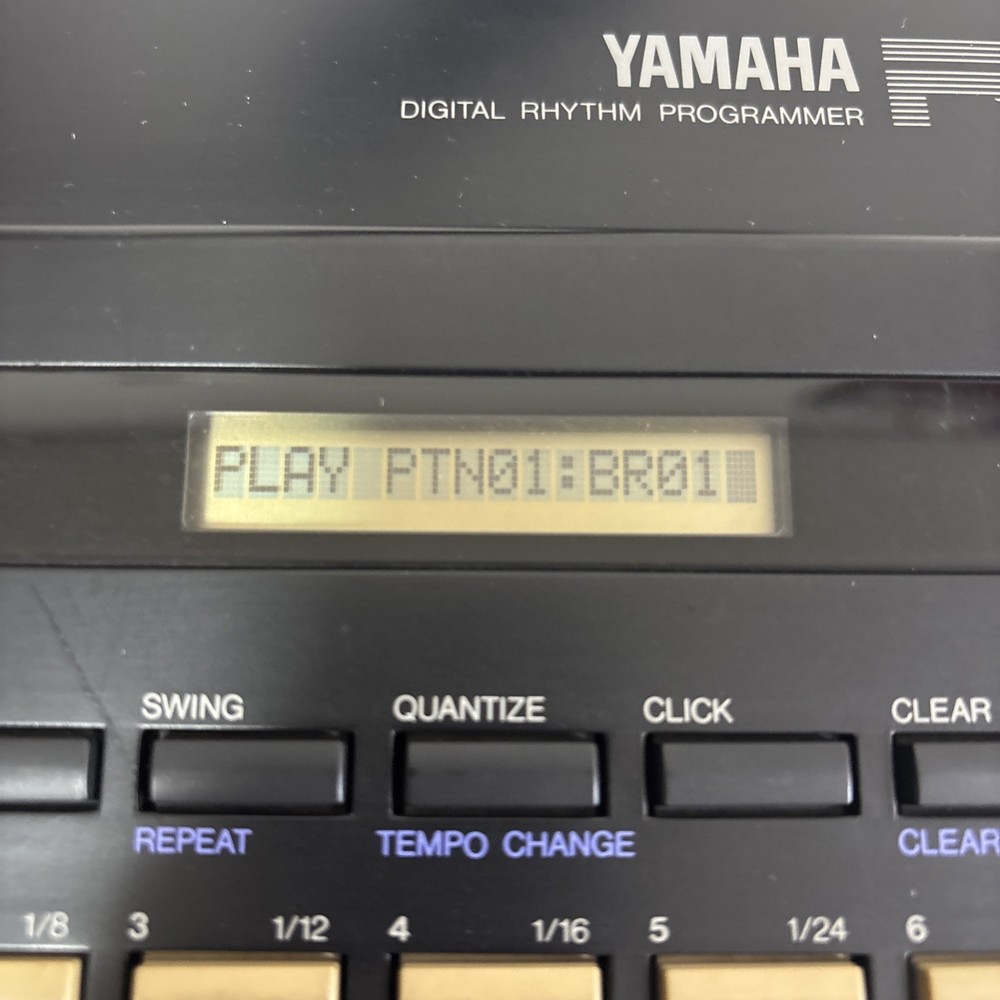 YAMAHA
DIGITAL RHYTHM PROGRAMMER
PLAY PTN01:BR01
SWING QUANTIZE CLICK CLEAR
REPEAT TEMPO CHANGE CLEAR
1/8 3 1/12 4 1/16 5 1/24 6